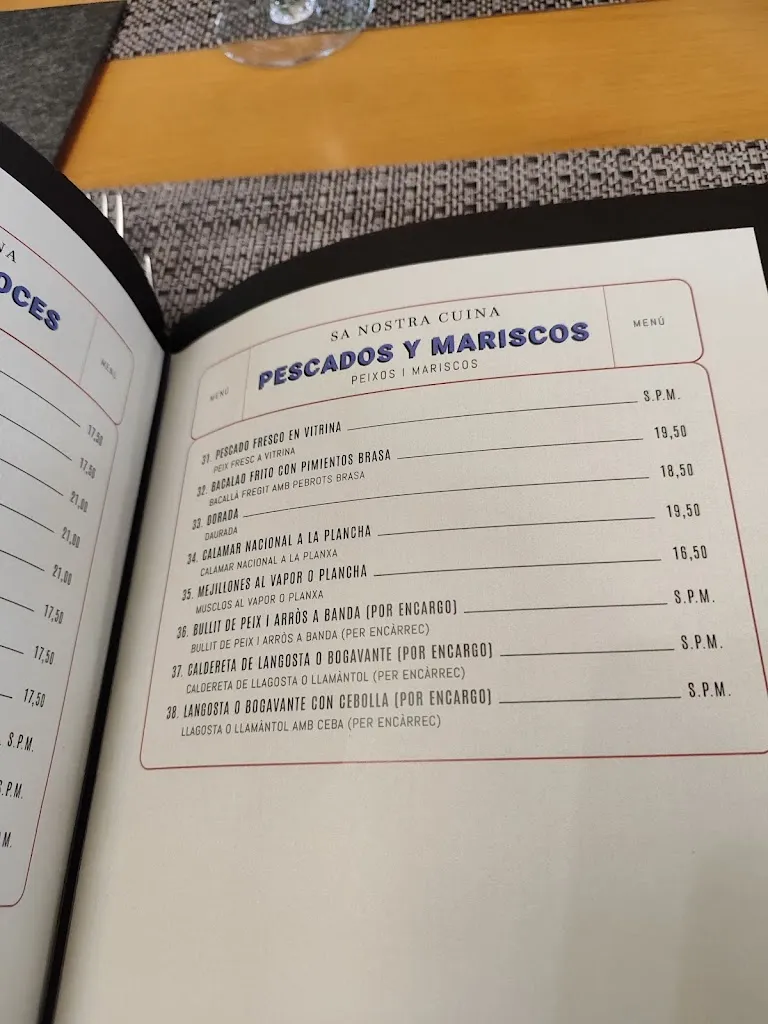 OCES
MENÚ
17,50
17,50
21,00
21,00
21,00
17,50
17,50
17,50
S.P.M.
S.P.M.
SA NOSTRA CUINA
MENÚ
PESCADOS Y MARISCOS
MENÚ
PEIXOS I MARISCOS
31. PESCADO FRESCO EN VITRINA S.P.M.
PEIX FRESC A VITRINA
32. BACALAO FRITO CON PIMIENTOS BRASA 19,50
BACALLÀ FREGIT AMB PEBROTS BRASA
33. DORADA 18,50
DAURADA
34. CALAMAR NACIONAL A LA PLANCHA 19,50
CALAMAR NACIONAL A LA PLANXA
35. MEJILLONES AL VAPOR O PLANCHA 16,50
MUSCLOS AL VAPOR O PLANXA
36. BULLIT DE PEIX I ARRÒS A BANDA (POR ENCARGO) S.P.M.
BULLIT DE PEIX I ARRÒS A BANDA (PER ENCÀRREC)
37. CALDERETA DE LANGOSTA O BOGAVANTE (POR ENCARGO) S.P.M.
CALDERETA DE LLAGOSTA O LLAMÀNTOL (PER ENCÀRREC)
38. LANGOSTA O BOGAVANTE CON CEBOLLA (POR ENCARGO) S.P.M.
LLAGOSTA O LLAMÀNTOL AMB CEBA (PER ENCÀRREC)